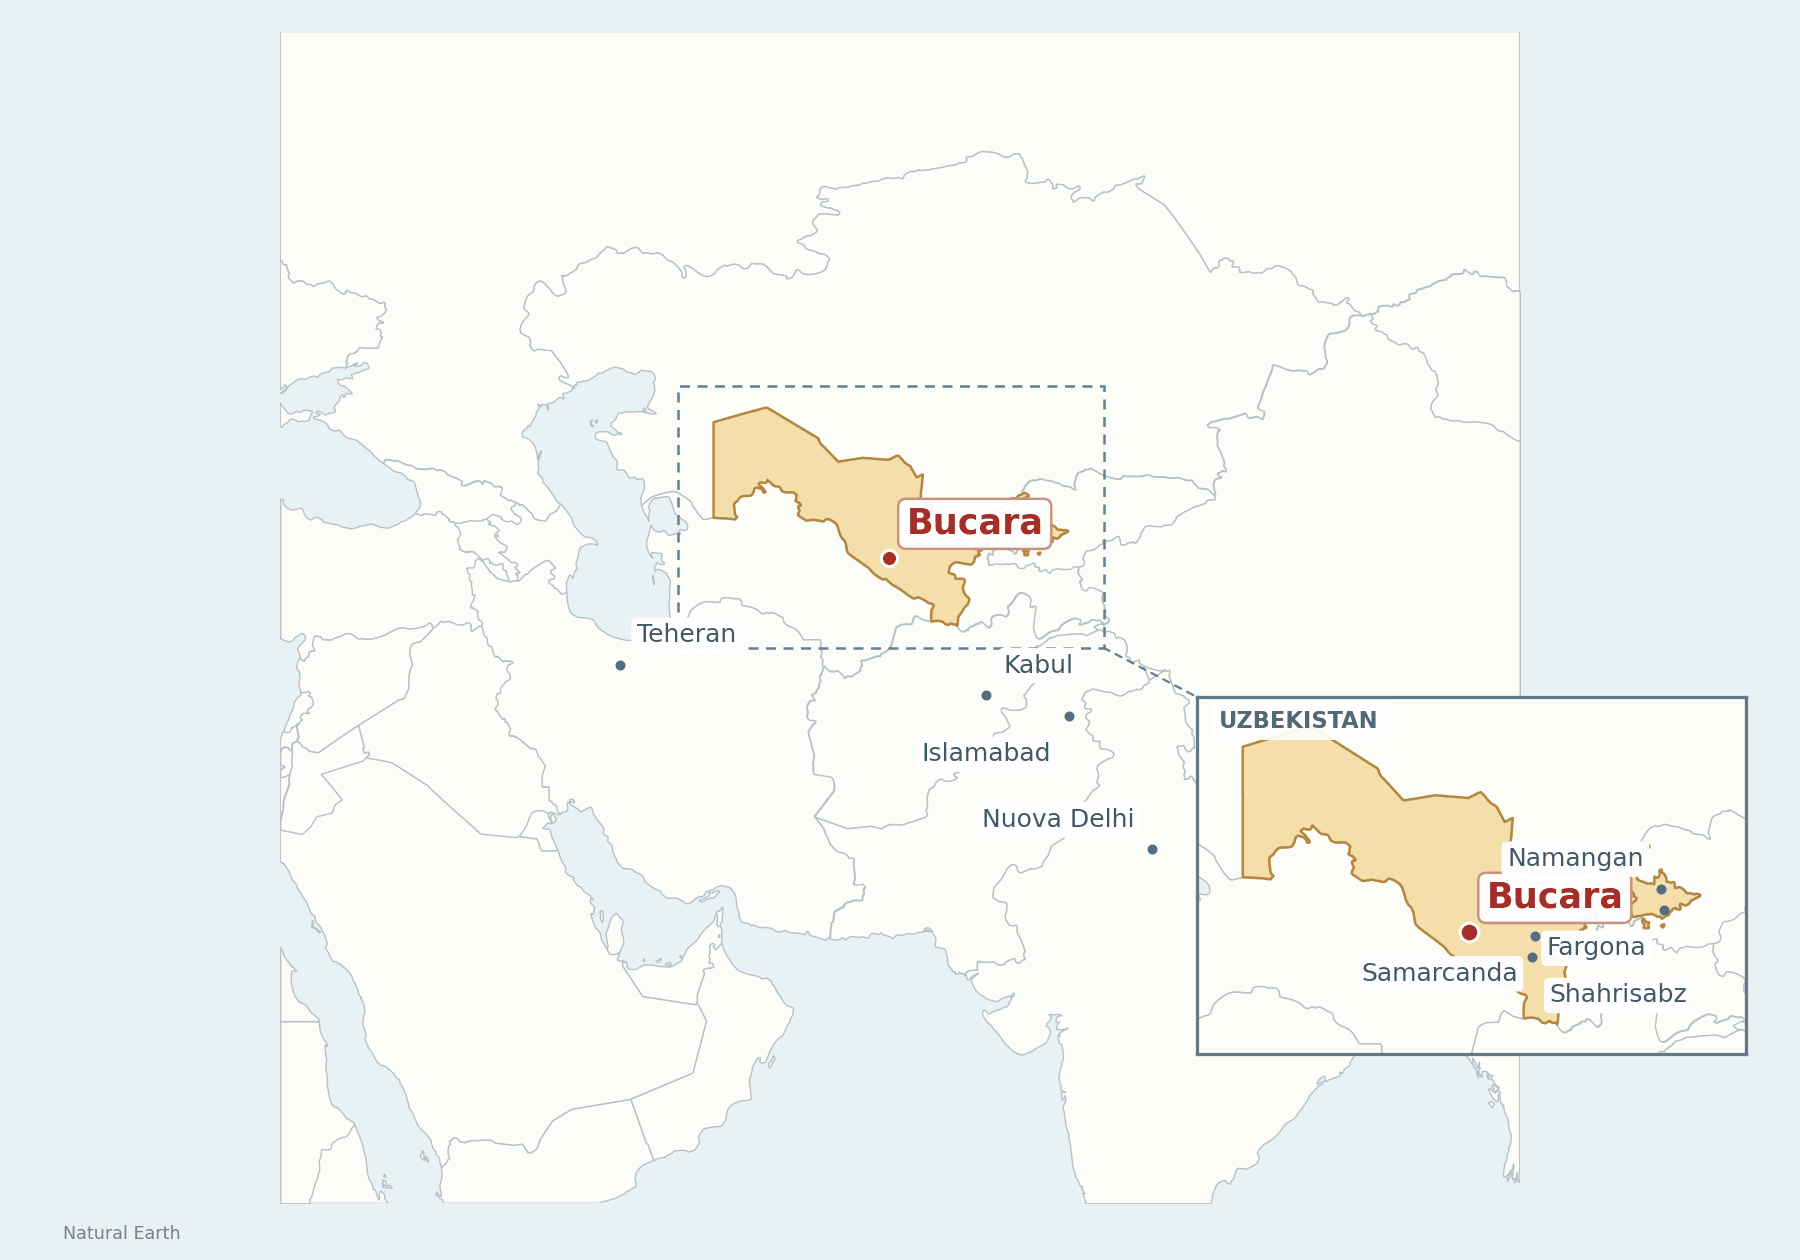 Bucara
Teheran
Kabul
Islamabad
Nuova Delhi
UZBEKISTAN
Namangan
Bucara
Fargona
Samarcanda
Shahrisabz
Natural Earth